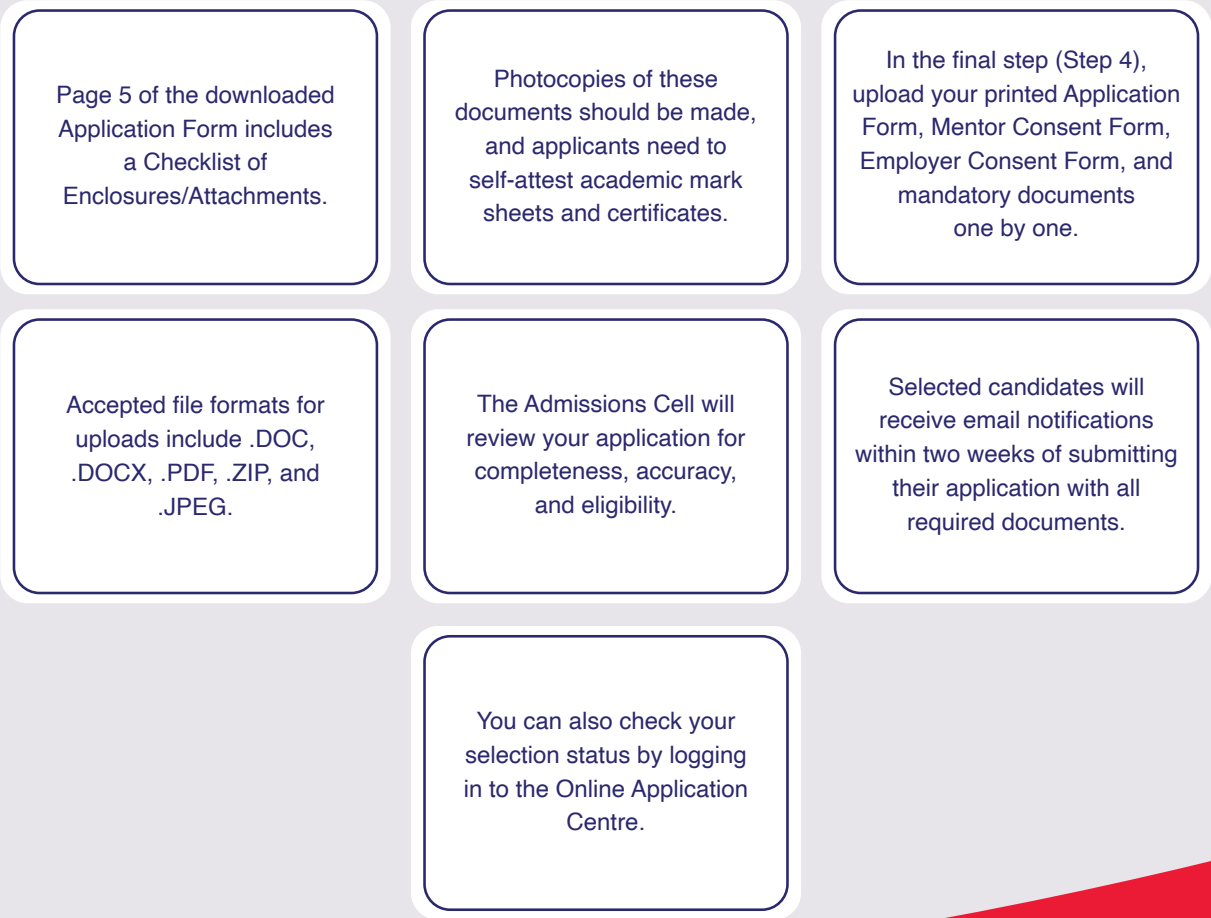 Page 5 of the downloaded
Application Form includes
a Checklist of
Enclosures/Attachments.
Photocopies of these
documents should be made,
and applicants need to
self-attest academic mark
sheets and certificates.
In the final step (Step 4),
upload your printed Application
Form, Mentor Consent Form,
Employer Consent Form, and
mandatory documents
one by one.
Accepted file formats for
uploads include .DOC,
.DOCX, .PDF, .ZIP, and
.JPEG.
The Admissions Cell will
review your application for
completeness, accuracy,
and eligibility.
Selected candidates will
receive email notifications
within two weeks of submitting
their application with all
required documents.
You can also check your
selection status by logging
in to the Online Application
Centre.